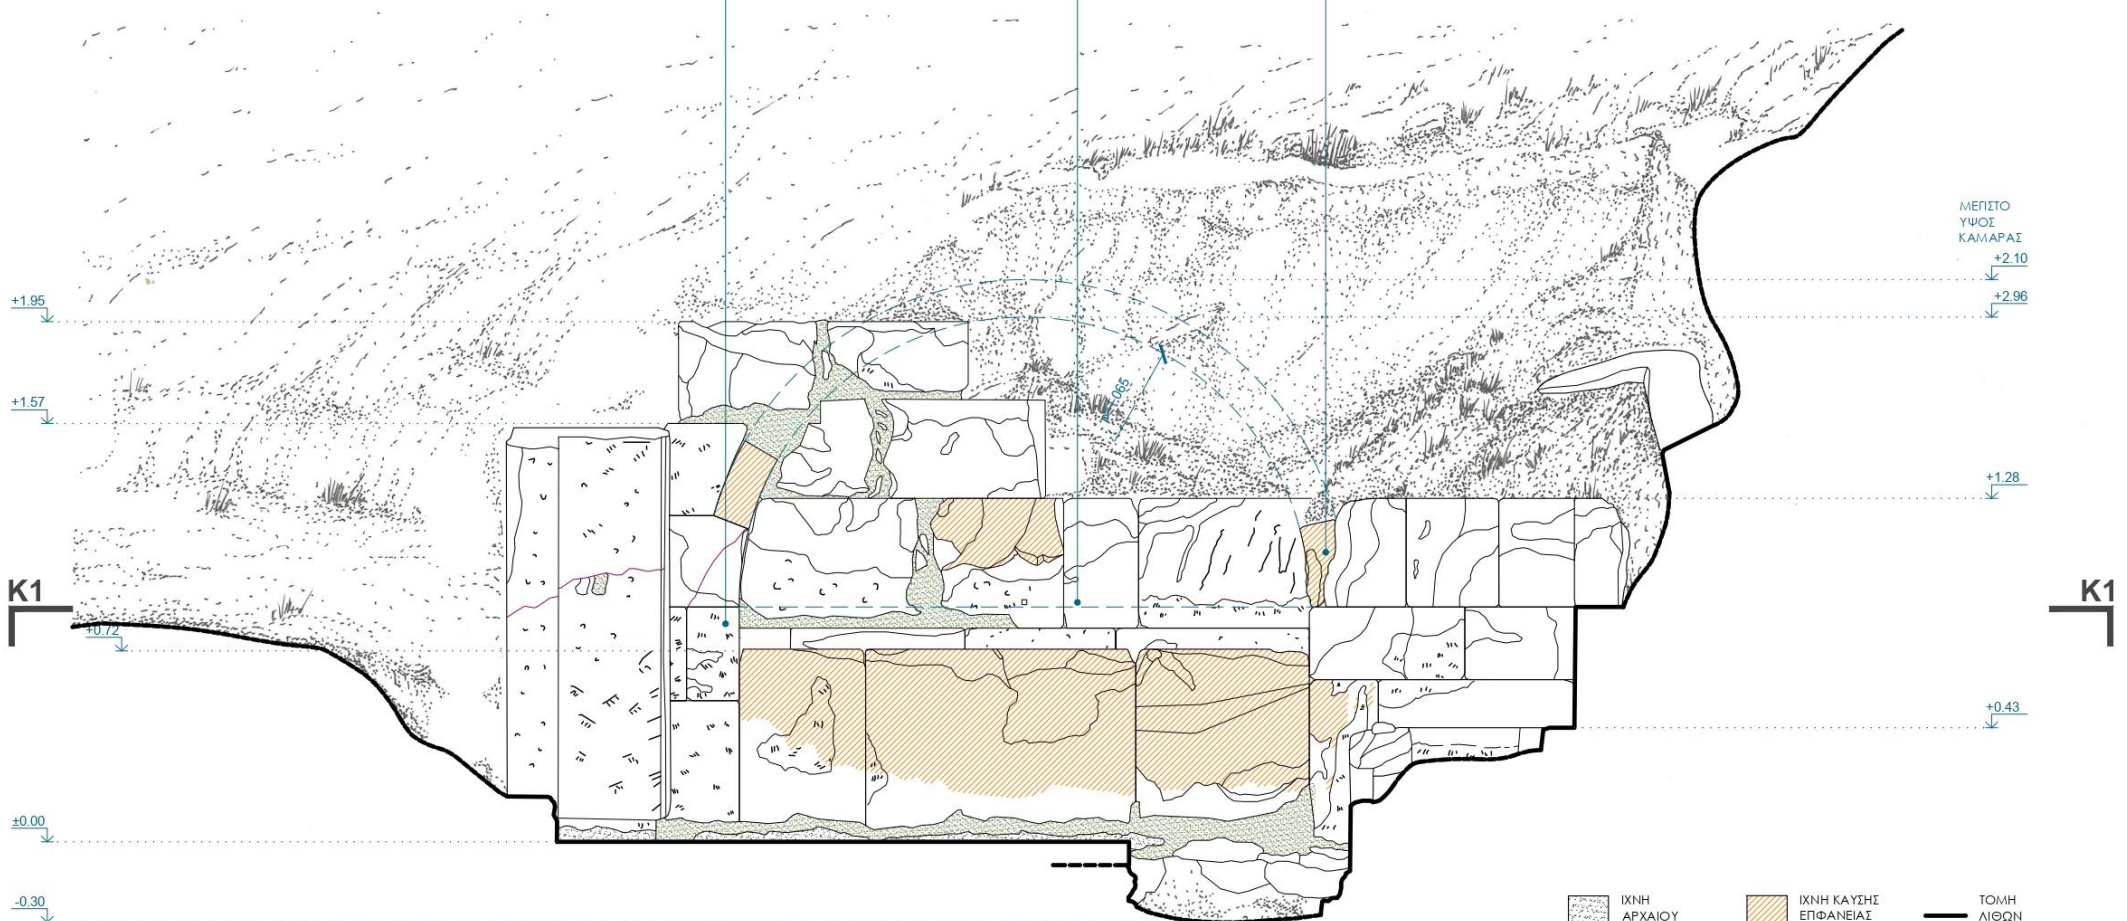 ΜΕΓΙΣΤΟ
ΥΨΟΣ
ΚΑΜΑΡΑΣ
+2.10
+2.96
+1.95
+1.57
+1.28
K1
K1
+0.72
+0.43
±0.00
-0.30
ΙΧΝΗ
ΑΡΧΑΙΟΥ
ΙΧΝΗ ΚΑΥΣΗΣ
ΕΠΦΑΝΕΙΑΣ
ΤΟΜΗ
ΛΙΘΩΝ